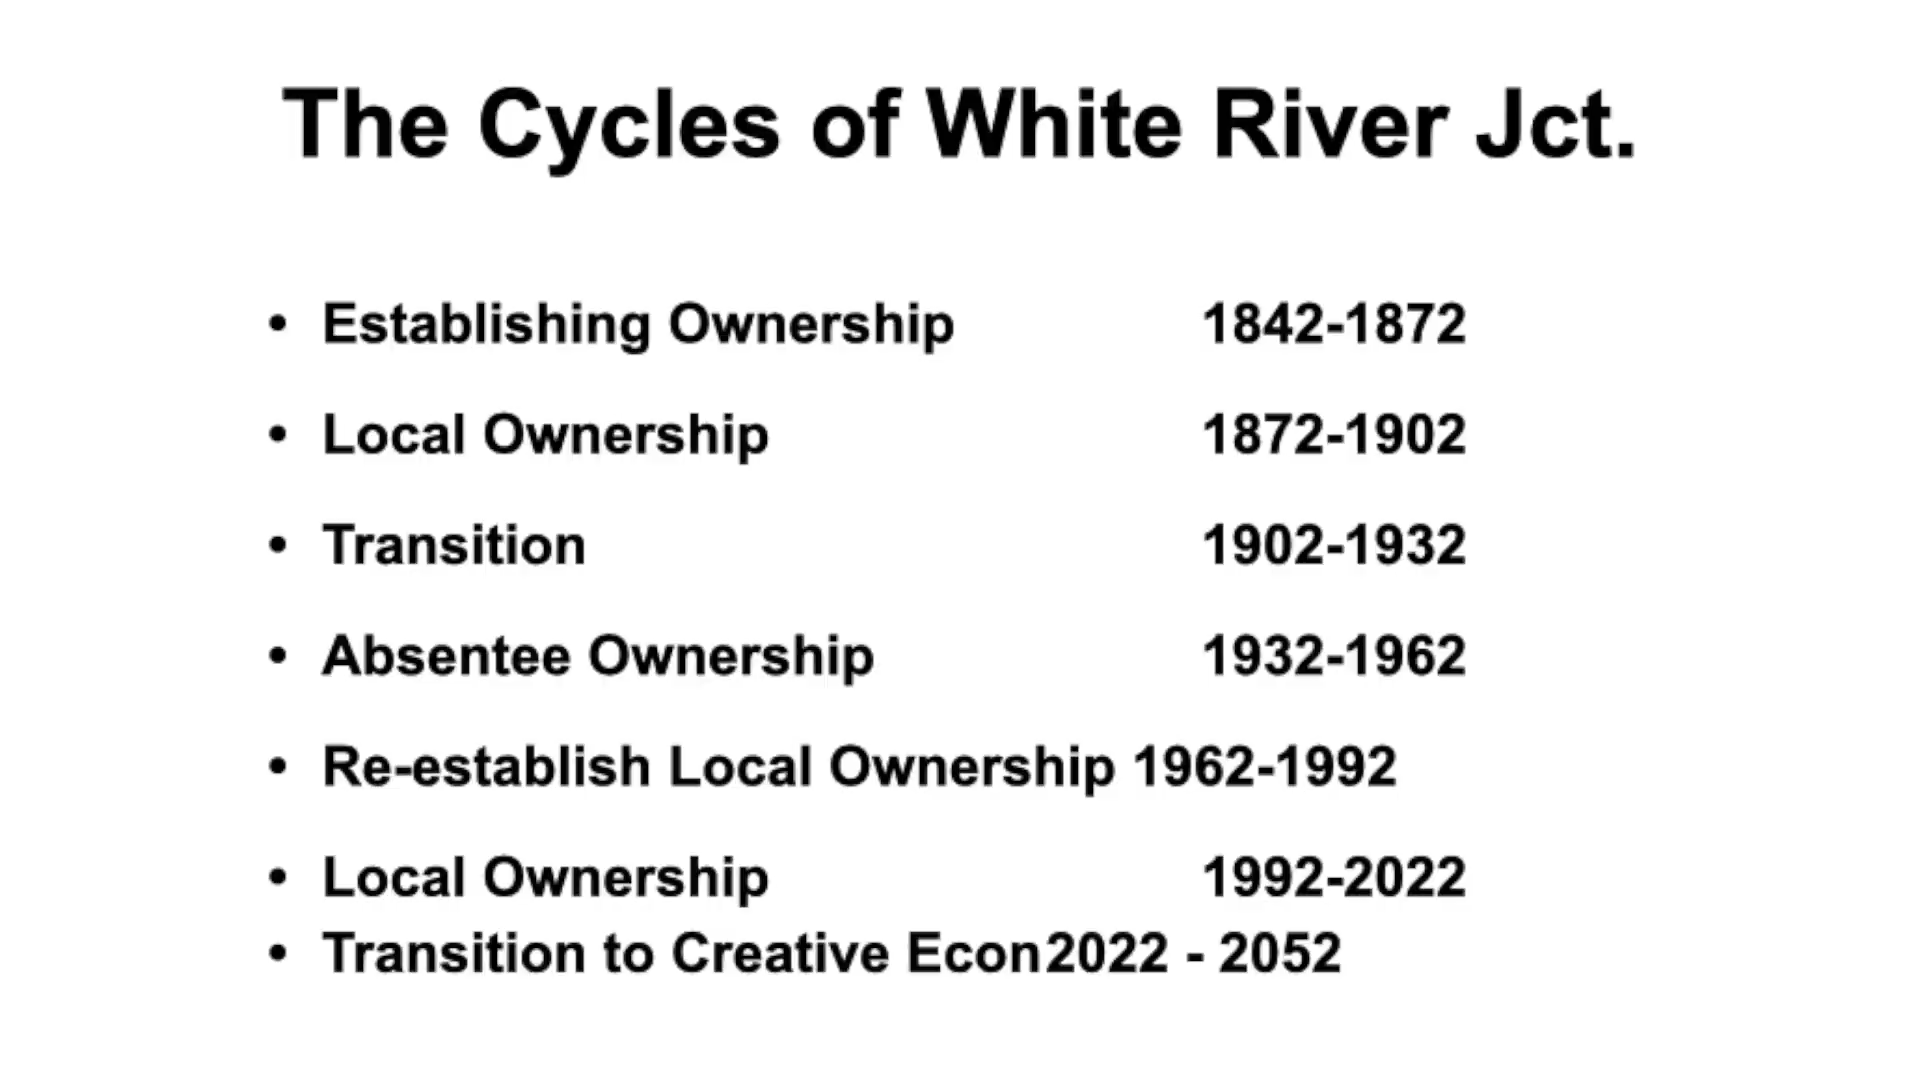 The Cycles of White River Jct.
• Establishing Ownership 1842-1872
• Local Ownership 1872-1902
• Transition 1902-1932
• Absentee Ownership 1932-1962
• Re-establish Local Ownership 1962-1992
• Local Ownership 1992-2022
• Transition to Creative Econ2022 - 2052